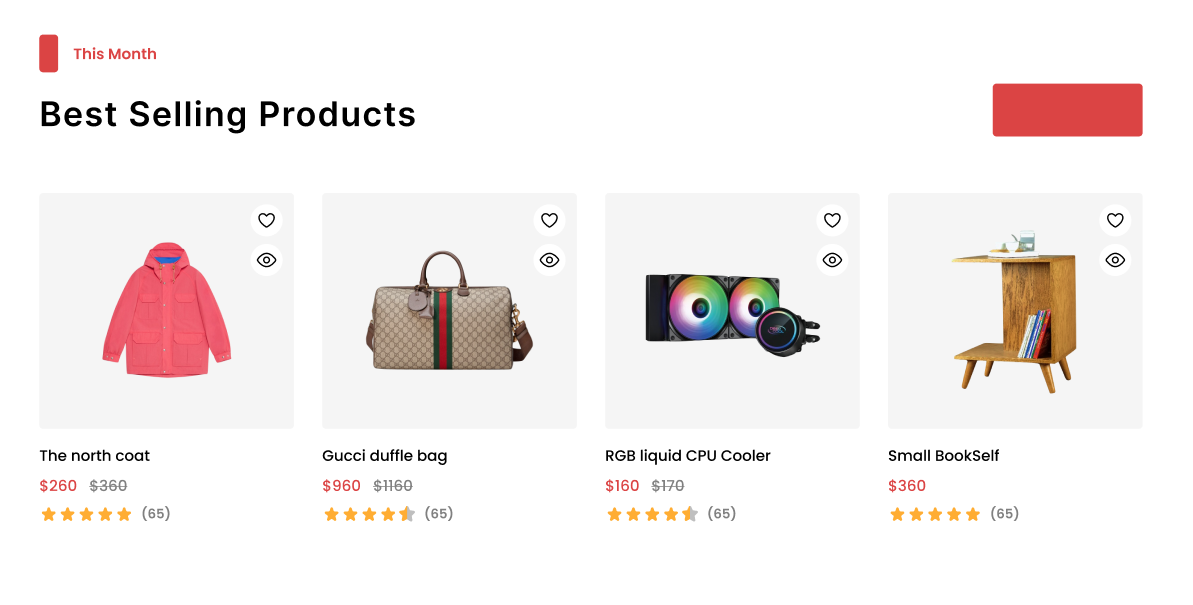 This Month
Best Selling Products
The north coat
$260 $360
(65)
Gucci duffle bag
$960 $1160
(65)
RGB liquid CPU Cooler
$160 $170
(65)
Small BookSelf
$360
(65)